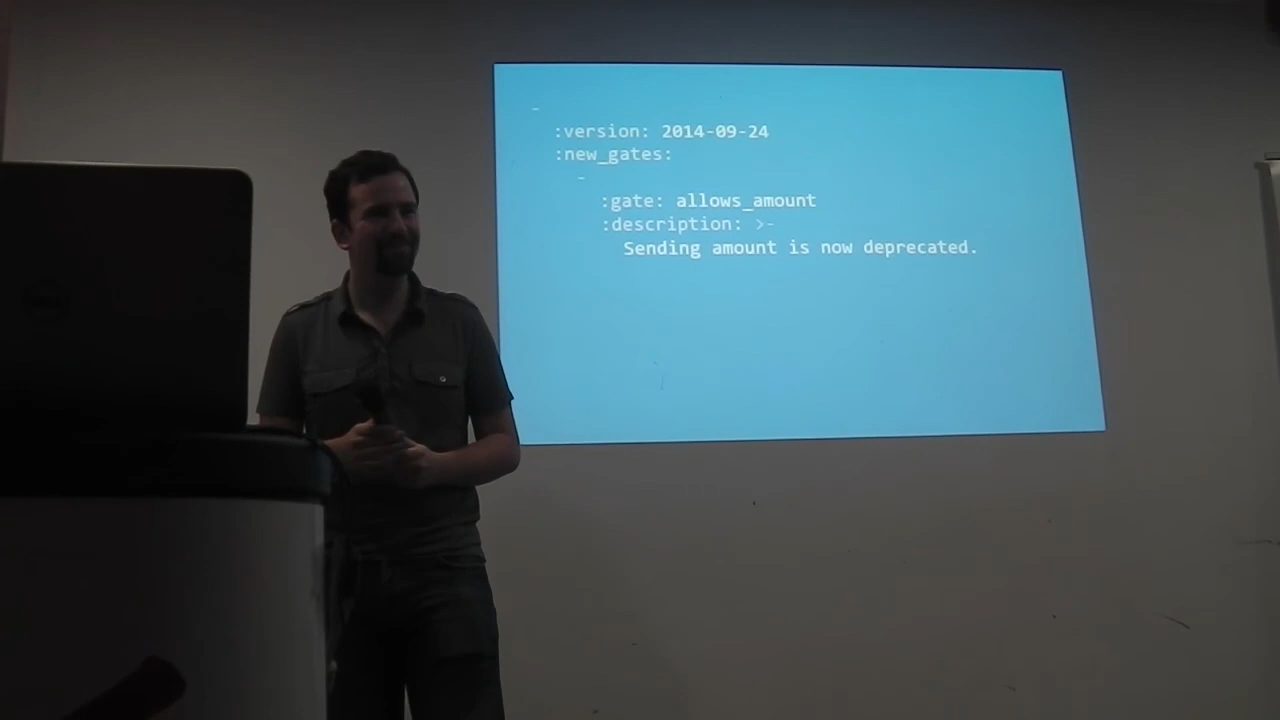 -
:version: 2014-09-24
:new_gates:
-
:gate: allows_amount
:description: >-
Sending amount is now deprecated.